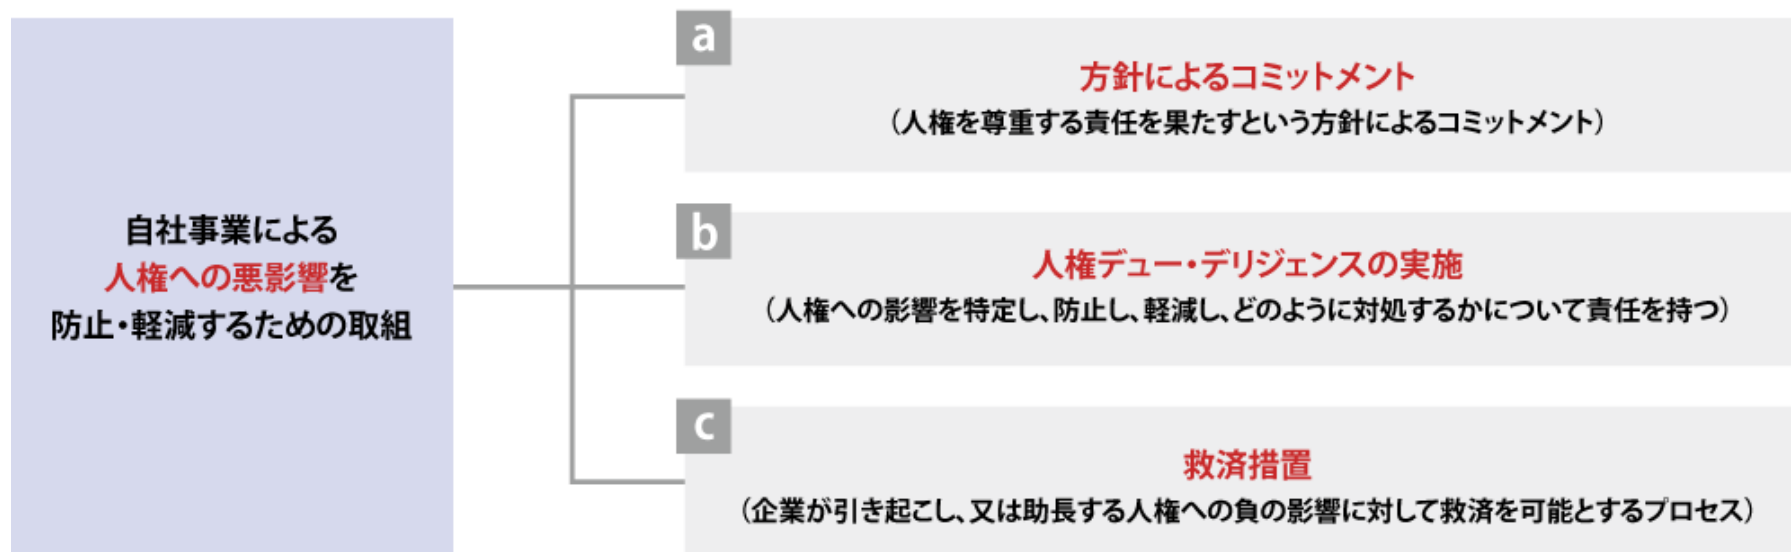 自社事業による
人権への悪影響を
防止・軽減するための取組
a
方針によるコミットメント
（人権を尊重する責任を果たすという方針によるコミットメント）
b
人権デュー・デリジェンスの実施
（人権への影響を特定し、防止し、軽減し、どのように対処するかについて責任を持つ）
c
救済措置
（企業が引き起こし、又は助長する人権への負の影響に対して救済を可能とするプロセス）